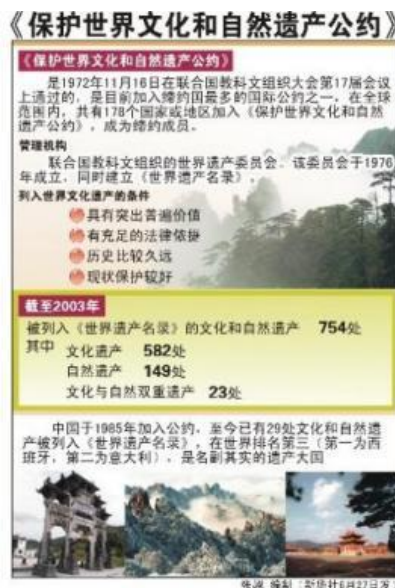 《保护世界文化和自然遗产公约》
《保护世界文化和自然遗产公约》
是1972年11月16日在联合国教科文组织大会第17届会议
上通过的，是目前加入缔约国最多的国际公约之一。在全球
范围内，共有178个国家或地区加入《保护世界文化和自然
遗产公约》，成为缔约成员。
管理机构
联合国教科文组织的世界遗产委员会。该委员会于1976
年成立，同时建立《世界遗产名录》。
列入世界文化遗产的条件
具有突出普遍价值
有充足的法律依据
历史比较久远
现状保护较好
截至2003年
被列入《世界遗产名录》的文化和自然遗产 754处
其中 文化遗产 582处
自然遗产 149处
文化与自然双重遗产 23处
中国于1985年加入公约，至今已有29处文化和自然遗
产被列入《世界遗产名录》，在世界排名第三（第一为西
班牙，第二为意大利），是名副其实的遗产大国
编制（新华社6月27日发）